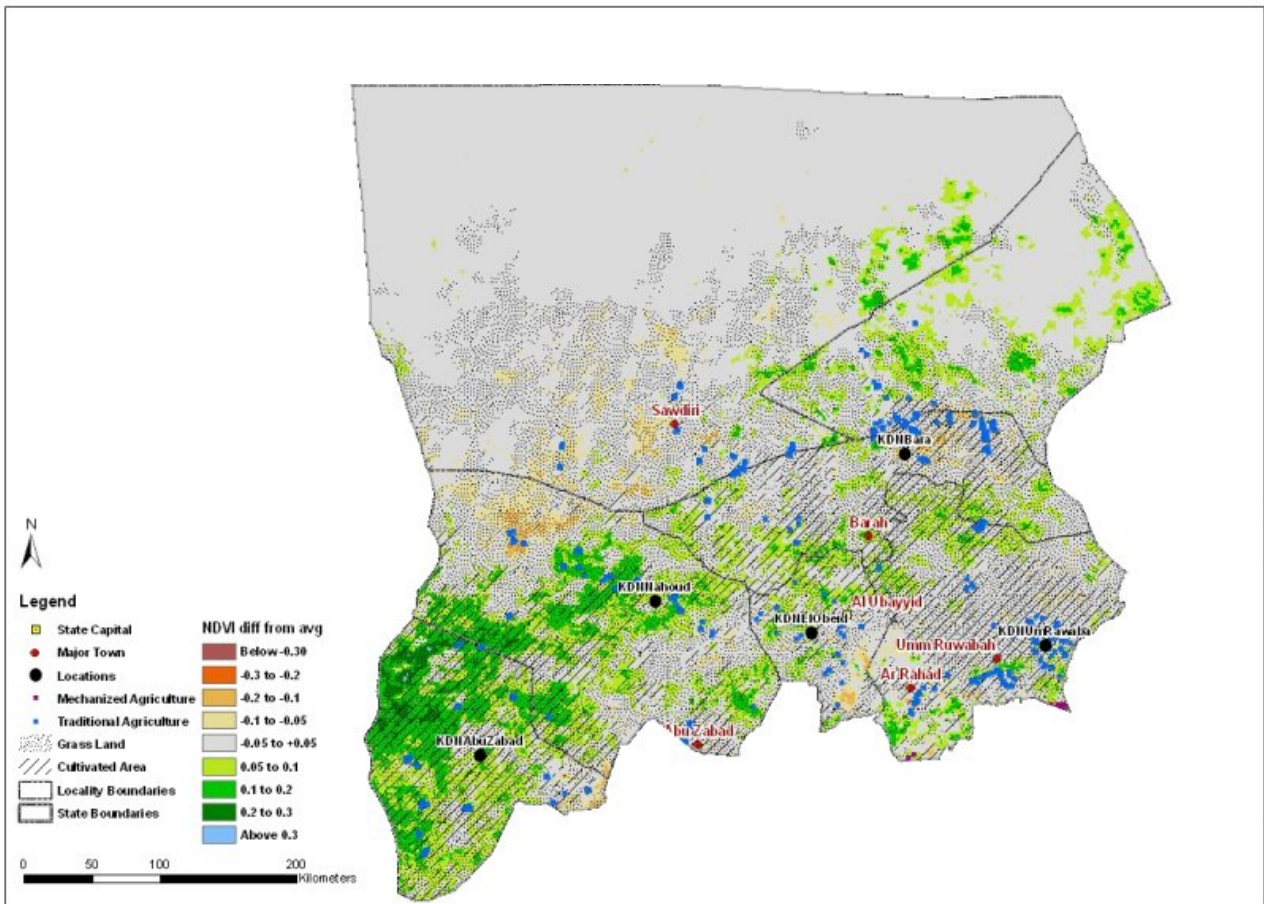 Sawdiri
KDNBara
Barah
KDNNahoud
Al Ubayyid
KDNElObeid
KDNUmRawaba
Umm Ruwabah
Ar Rahad
Abu Zabad
KDNAbuZabad
N
Legend
State Capital
Major Town
Locations
Mechanized Agriculture
Traditional Agriculture
Grass Land
Cultivated Area
Locality Boundaries
State Boundaries
NDVI diff from avg
Below -0.30
-0.3 to -0.2
-0.2 to -0.1
-0.1 to -0.05
-0.05 to +0.05
0.05 to 0.1
0.1 to 0.2
0.2 to 0.3
Above 0.3
0 50 100 200
Kilometers